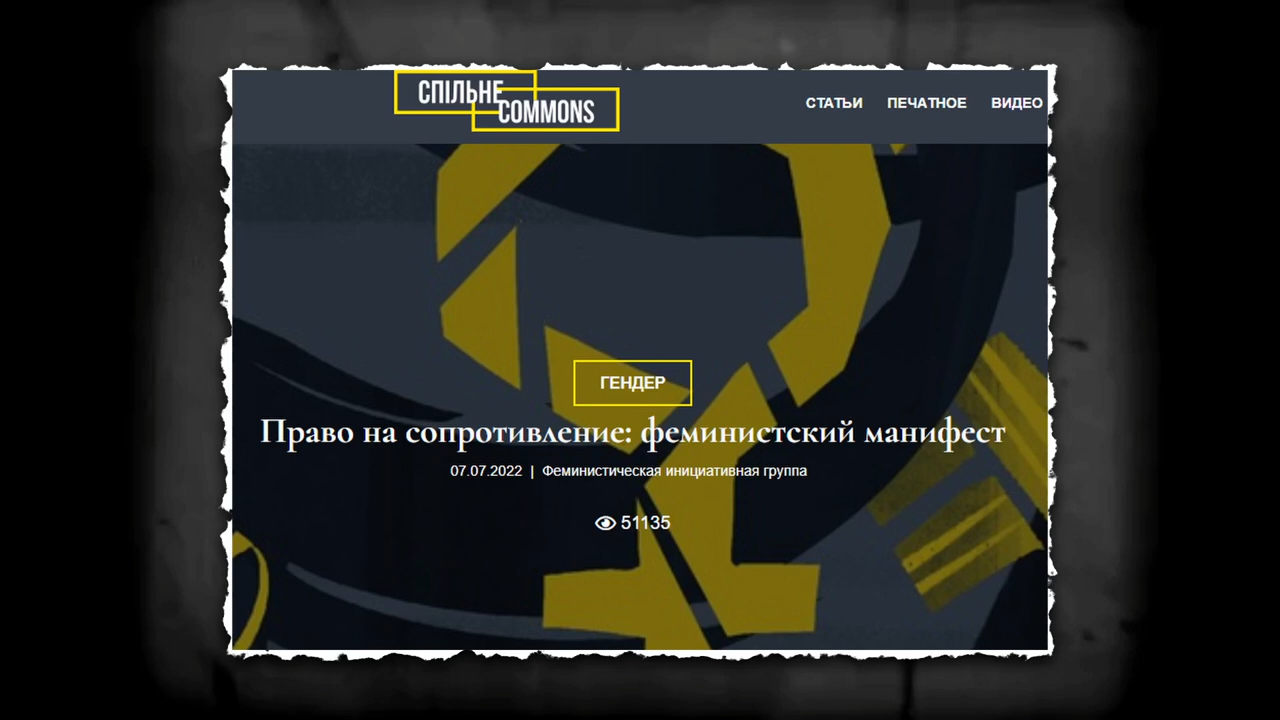 СПІЛЬНЕ
COMMONS
СТАТЬИ ПЕЧАТНОЕ ВИДЕО
ГЕНДЕР
Право на сопротивление: феминистский манифест
07.07.2022 | Феминистическая инициативная группа
51135